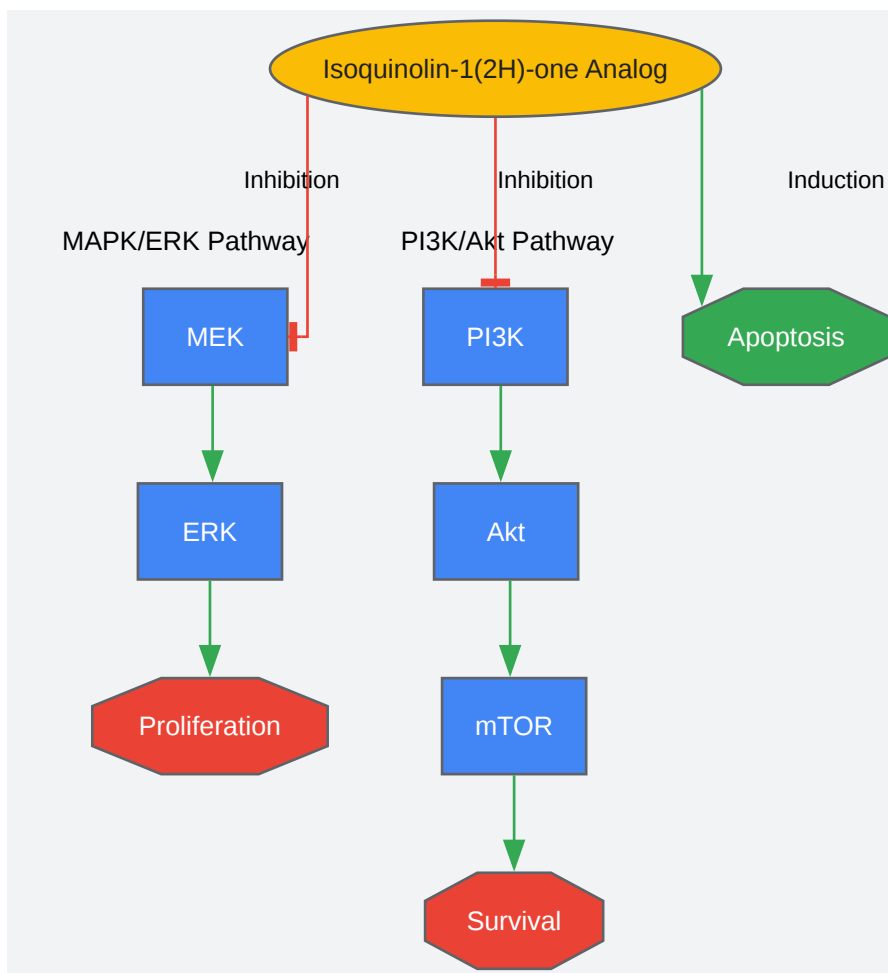 Isoquinolin-1(2H)-one Analog
Inhibition
Inhibition
Induction
MAPK/ERK Pathway
PI3K/Akt Pathway
MEK
PI3K
Apoptosis
ERK
Akt
Proliferation
mTOR
Survival